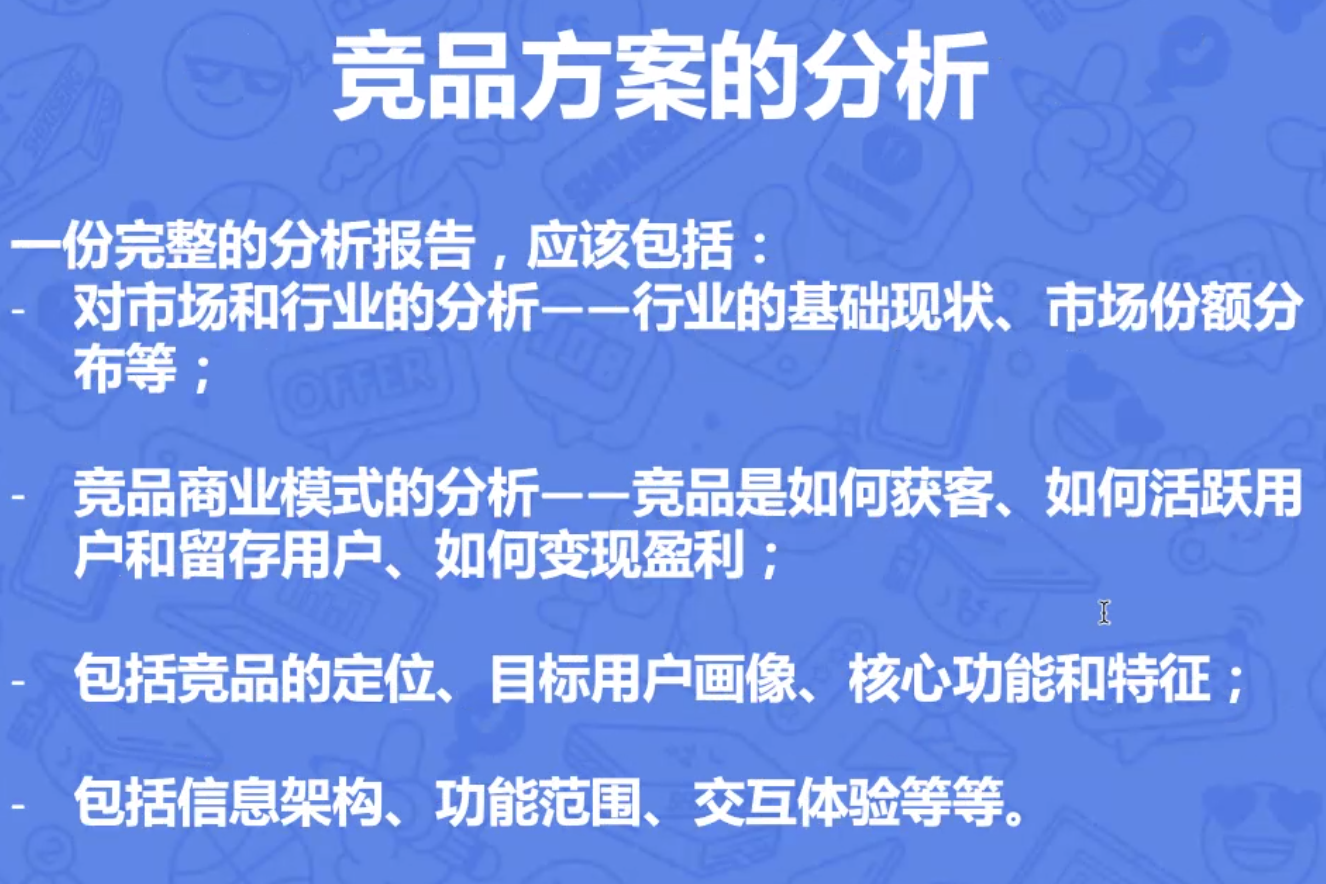 竞品方案的分析
一份完整的分析报告，应该包括：
- 对市场和行业的分析——行业的基础现状、市场份额分
布等；
- 竞品商业模式的分析——竞品是如何获客、如何活跃用
户和留存用户、如何变现盈利；
- 包括竞品的定位、目标用户画像、核心功能和特征；
- 包括信息架构、功能范围、交互体验等等。
OFFER